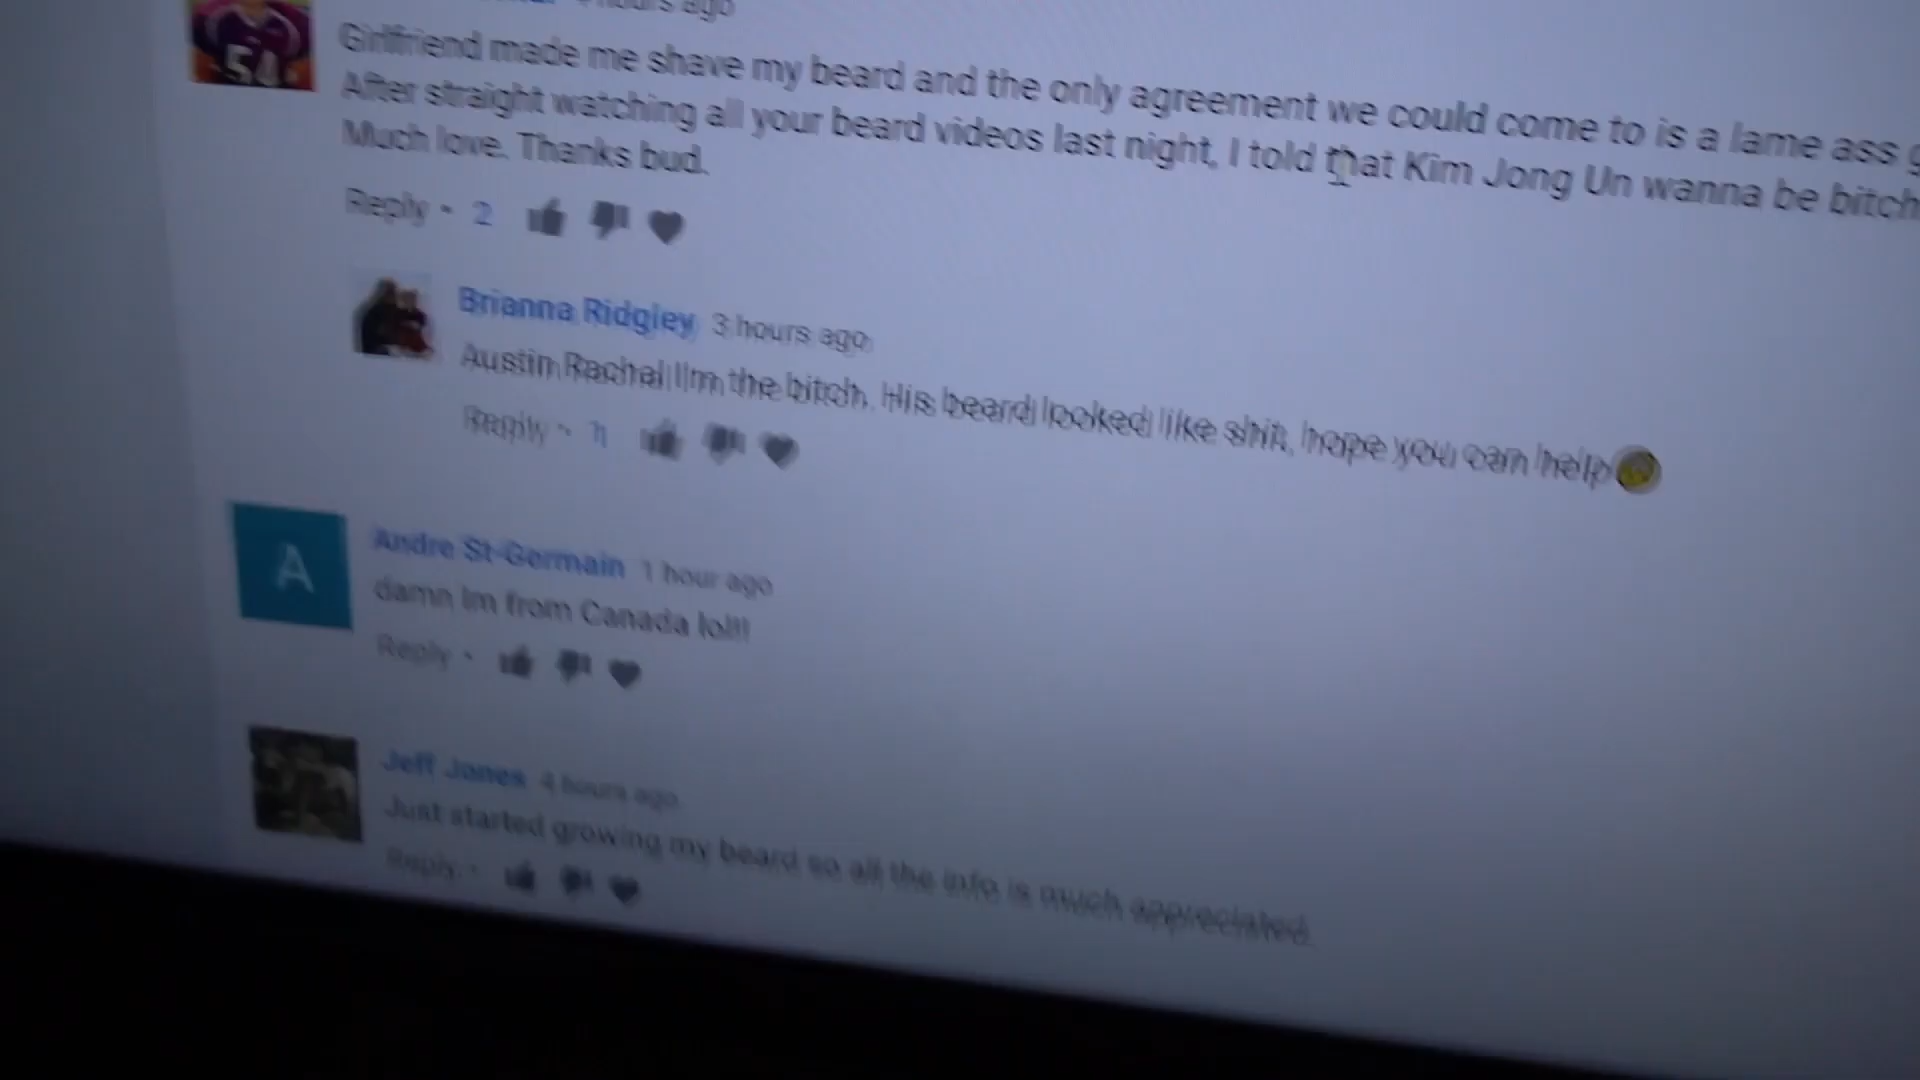 hours ago
54
Girlfriend made me shave my beard and the only agreement we could come to is a lame ass
After straight watching all your beard videos last night, I told that Kim Jong Un wanna be bitch
Much love. Thanks bud.
Reply • 2
Brianna Ridgley 3 hours ago
Austin Rachal I'm the bitch. His beard looked like shit, hope you can help
Reply • 1
A
Andre St-Germain 1 hour ago
damn Im from Canada lol!!
Reply •
Jeff Jones 4 hours ago
Just started growing my beard so all the info is much appreciated.
Reply •